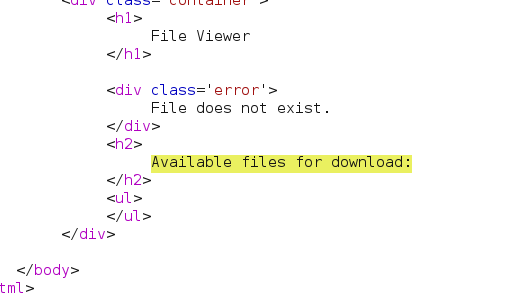 <div class='container'>
<h1>
File Viewer
</h1>
<div class='error'>
File does not exist.
</div>
<h2>
Available files for download:
</h2>
<ul>
</ul>
</div>
</body>
tml>